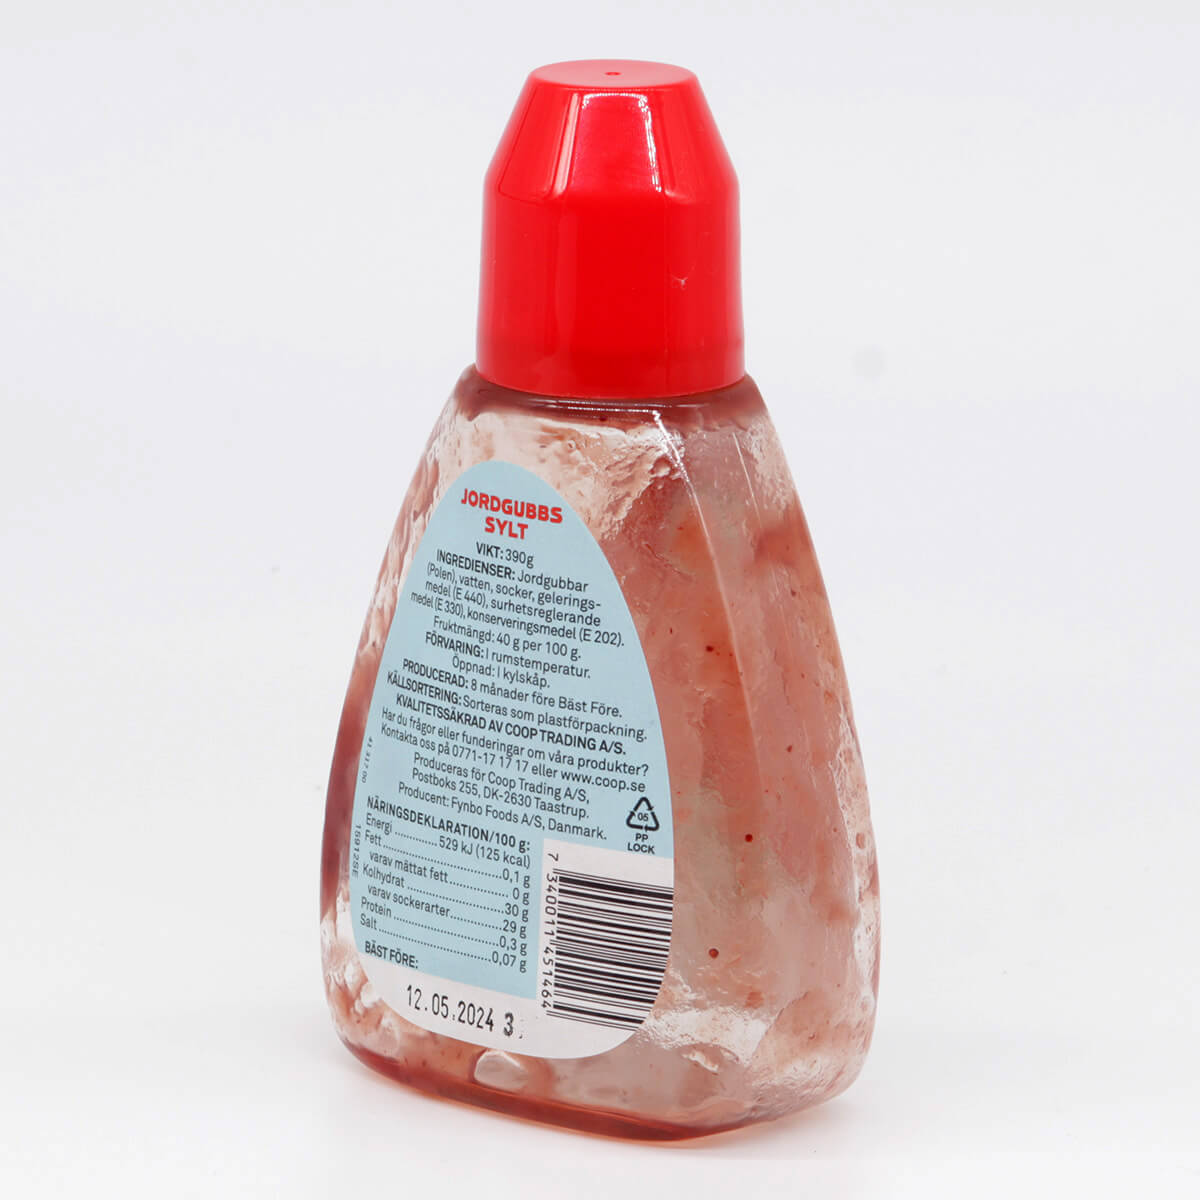 JORDGUBBS
SYLT
VIKT: 390g
INGREDIENSER: Jordgubbar
(Polen), vatten, socker, gelerings-
medel (E 440), surhetsreglerande
medel (E 330), konserveringsmedel (E 202).
Fruktmängd: 40 g per 100 g.
FÖRVARING: I rumstemperatur.
Öppnad: I kylskåp.
PRODUCERAD: 8 månader före Bäst Före.
KÄLLSORTERING: Sorteras som plastförpackning.
KVALITETSSÄKRAD AV COOP TRADING A/S.
Har du frågor eller funderingar om våra produkter?
Kontakta oss på 0771-17 17 17 eller www.coop.se
Produceras för Coop Trading A/S,
Postboks 255, DK-2630 Taastrup.
Producent: Fynbo Foods A/S, Danmark.
05
PP
LOCK
NÄRINGSDEKLARATION/100 g:
Energi ............ 529 kJ (125 kcal)
Fett ........................ 0,1 g
varav mättat fett ............... 0 g
Kolhydrat ........................ 30 g
varav sockerarter ............. 29 g
Protein ........................ 0,3 g
Salt ........................ 0,07 g
BÄST FÖRE:
12.05.2024 3
7 340011 451464
15912SE